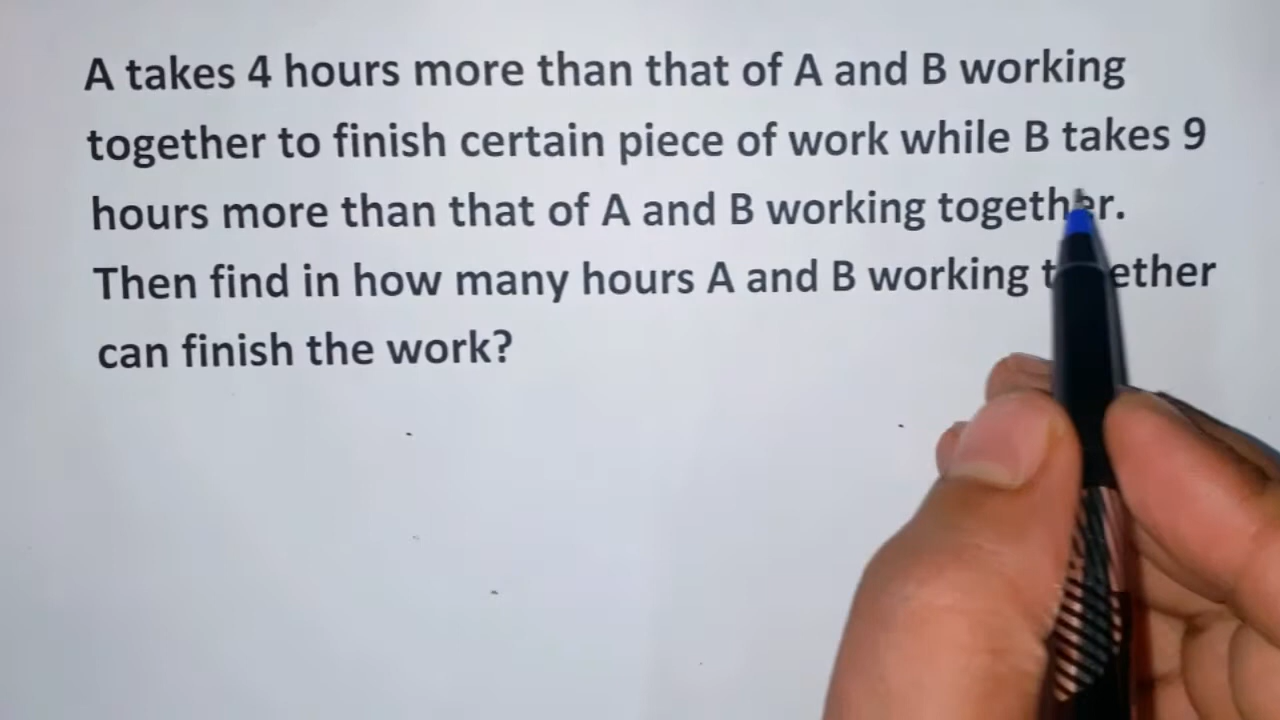 A takes 4 hours more than that of A and B working
together to finish certain piece of work while B takes 9
hours more than that of A and B working together.
Then find in how many hours A and B working together
can finish the work?